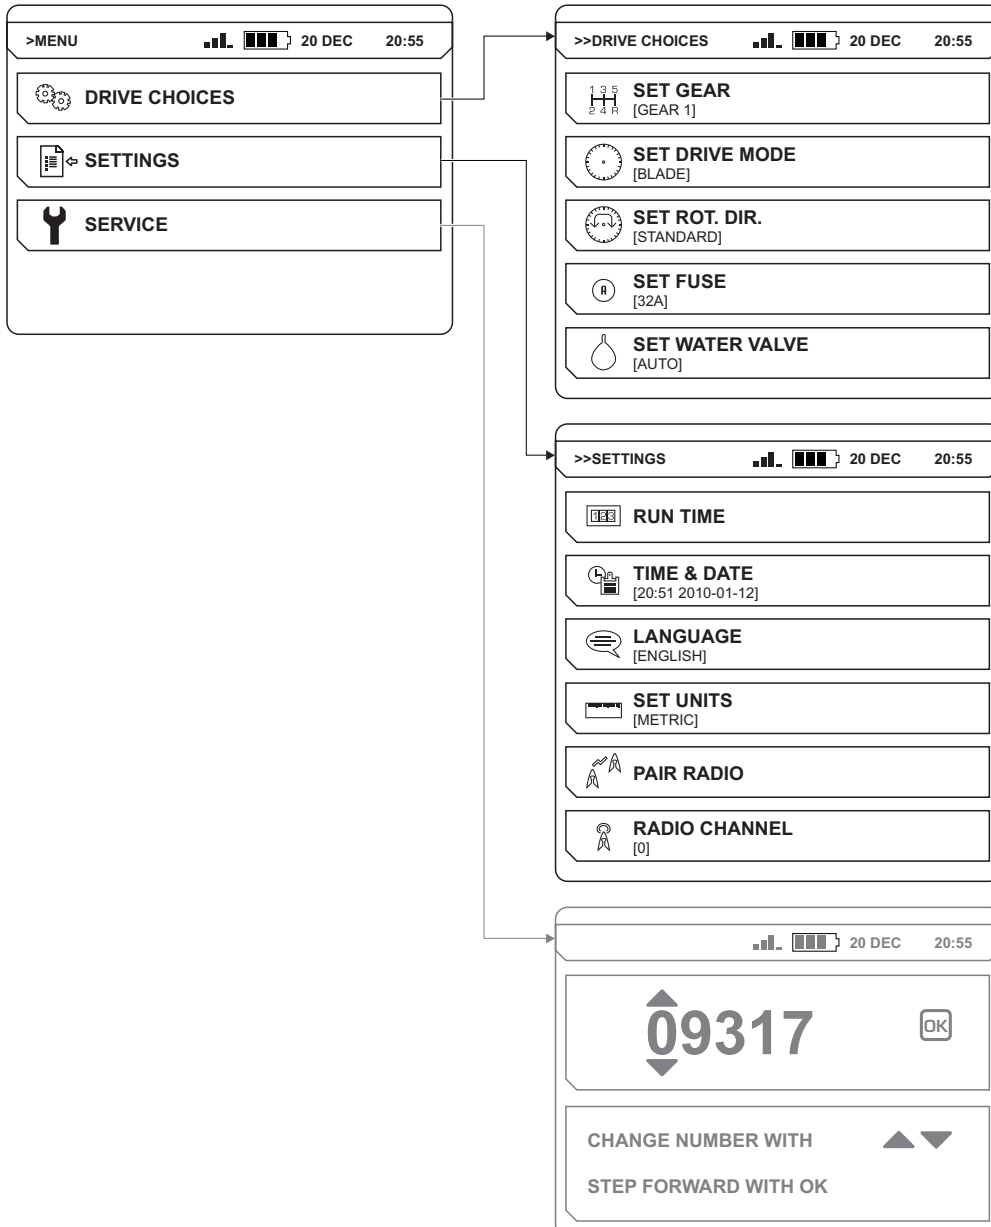 >MENU 20 DEC 20:55
DRIVE CHOICES
SETTINGS
SERVICE
>>DRIVE CHOICES 20 DEC 20:55
1 3 5
2 4 R
SET GEAR
[GEAR 1]
SET DRIVE MODE
[BLADE]
SET ROT. DIR.
[STANDARD]
A
SET FUSE
[32A]
SET WATER VALVE
[AUTO]
>>SETTINGS 20 DEC 20:55
123
RUN TIME
TIME & DATE
[20:51 2010-01-12]
LANGUAGE
[ENGLISH]
SET UNITS
[METRIC]
PAIR RADIO
RADIO CHANNEL
[0]
20 DEC 20:55
09317 OK
CHANGE NUMBER WITH
STEP FORWARD WITH OK